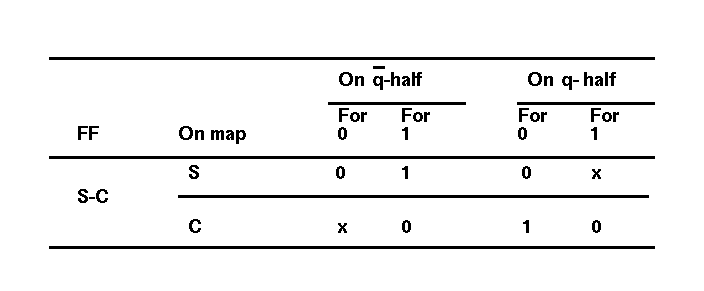 On q̅-half On q- half
For For For For
FF On map 0 1 0 1
S 0 1 0 x
S-C
C x 0 1 0